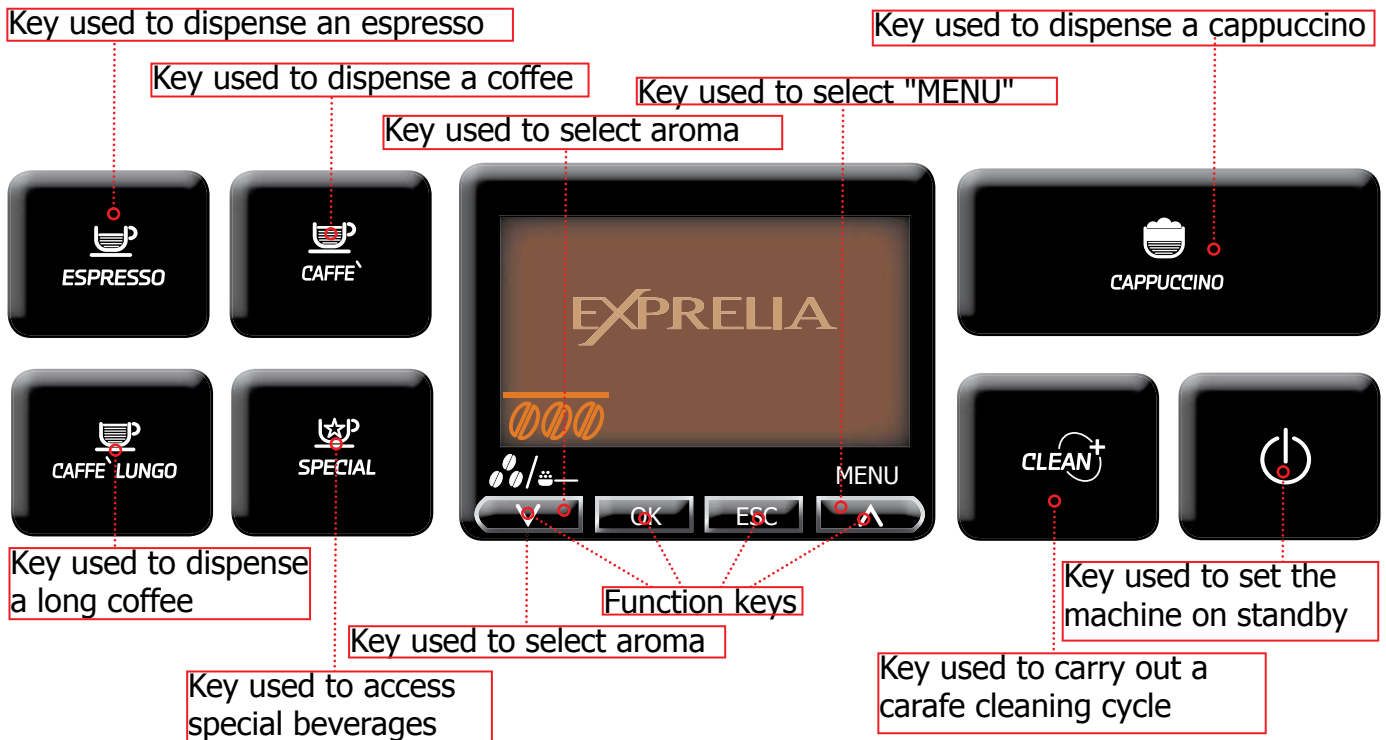 Key used to dispense an espresso
Key used to dispense a cappuccino
Key used to dispense a coffee
Key used to select "MENU"
Key used to select aroma
ESPRESSO
CAFFE`
EXPRELIA
CAPPUCCINO
CAFFE` LUNGO
SPECIAL
MENU
OK
ESC
CLEAN+
Key used to dispense
a long coffee
Function keys
Key used to select aroma
Key used to set the
machine on standby
Key used to access
special beverages
Key used to carry out a
carafe cleaning cycle